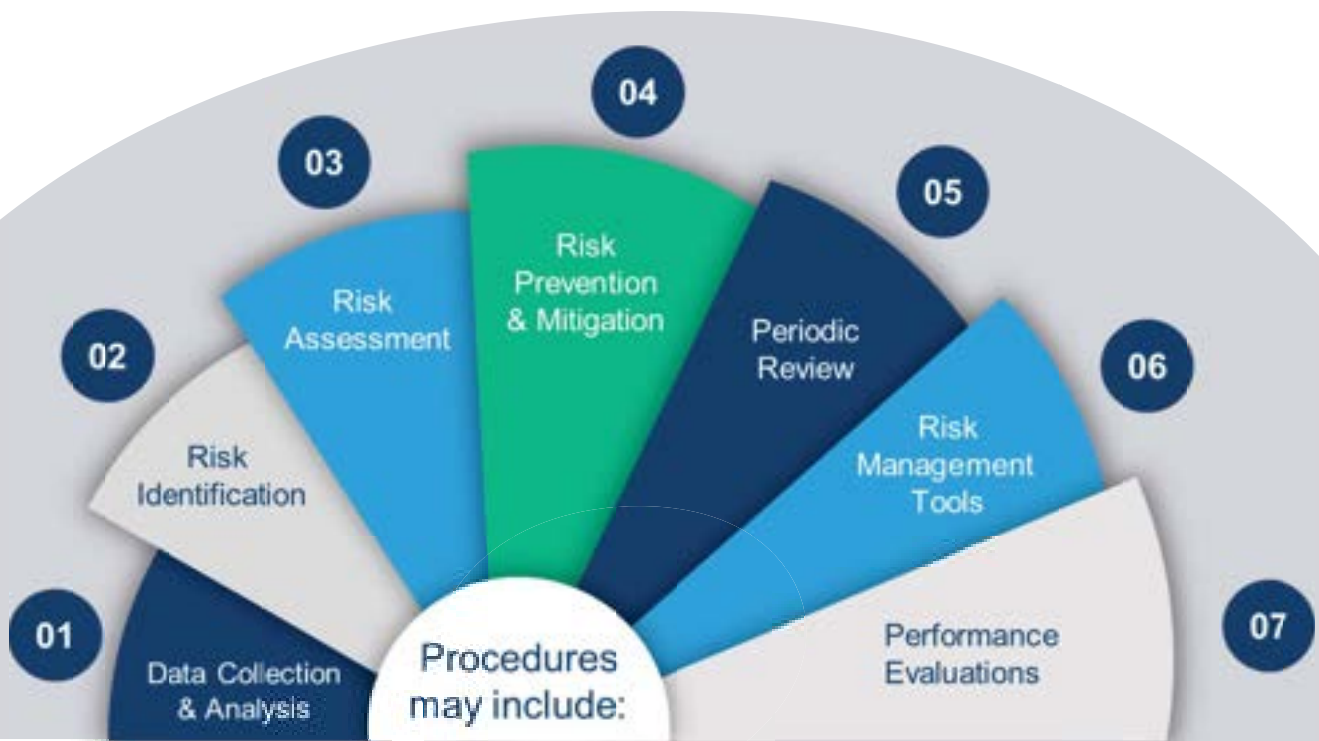 Procedures
may include:
01
Data Collection
& Analysis
02
Risk
Identification
03
Risk
Assessment
04
Risk
Prevention
& Mitigation
05
Periodic
Review
06
Risk
Management
Tools
07
Performance
Evaluations